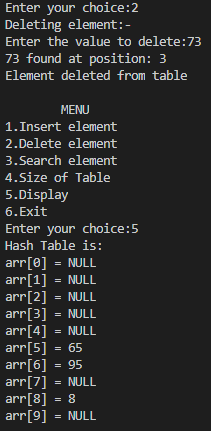 Enter your choice:2
Deleting element:-
Enter the value to delete:73
73 found at position: 3
Element deleted from table
MENU
1.Insert element
2.Delete element
3.Search element
4.Size of Table
5.Display
6.Exit
Enter your choice:5
Hash Table is:
arr[0] = NULL
arr[1] = NULL
arr[2] = NULL
arr[3] = NULL
arr[4] = NULL
arr[5] = 65
arr[6] = 95
arr[7] = NULL
arr[8] = 8
arr[9] = NULL